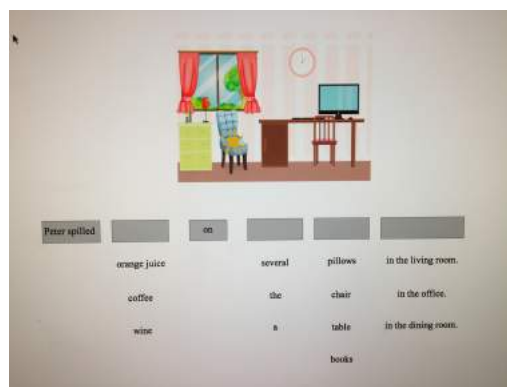 Peter spilled on
orange juice several pillows in the living room.
coffee the chair in the office.
wine a table in the dining room.
books